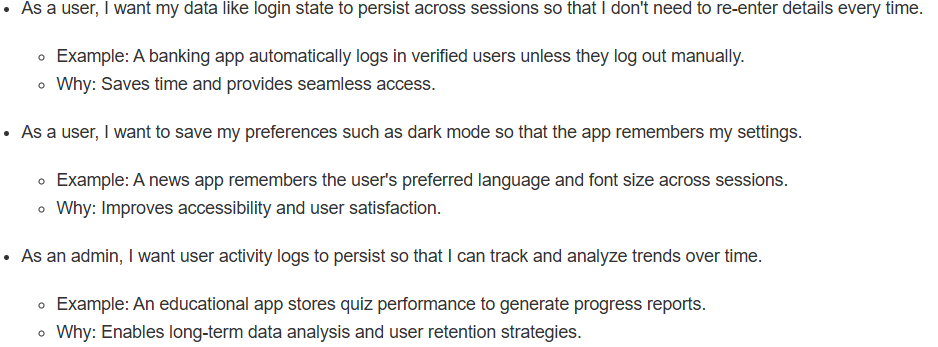 • As a user, I want my data like login state to persist across sessions so that I don't need to re-enter details every time.
◦ Example: A banking app automatically logs in verified users unless they log out manually.
◦ Why: Saves time and provides seamless access.
• As a user, I want to save my preferences such as dark mode so that the app remembers my settings.
◦ Example: A news app remembers the user's preferred language and font size across sessions.
◦ Why: Improves accessibility and user satisfaction.
• As an admin, I want user activity logs to persist so that I can track and analyze trends over time.
◦ Example: An educational app stores quiz performance to generate progress reports.
◦ Why: Enables long-term data analysis and user retention strategies.